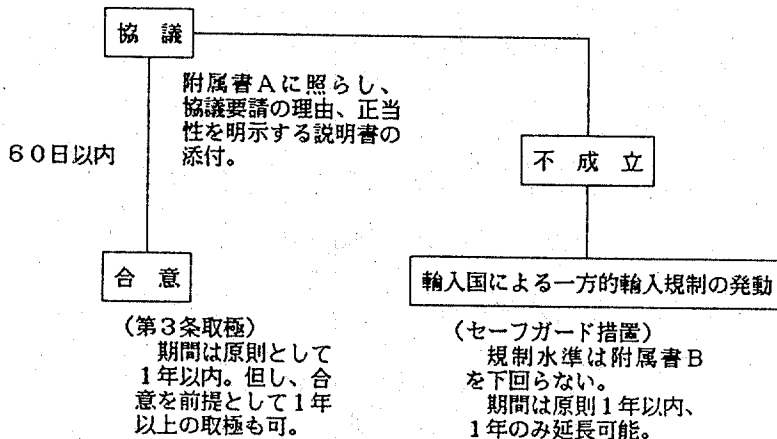 協議
附属書Aに照らし、
協議要請の理由、正当
性を明示する説明書の
添付。
60日以内
不成立
合意
輸入国による一方的輸入規制の発動
（第3条取極）
期間は原則として
1年以内。但し、合
意を前提として1年
以上の取極も可。
（セーフガード措置）
規制水準は附属書B
を下回らない。
期間は原則1年以内、
1年のみ延長可能。